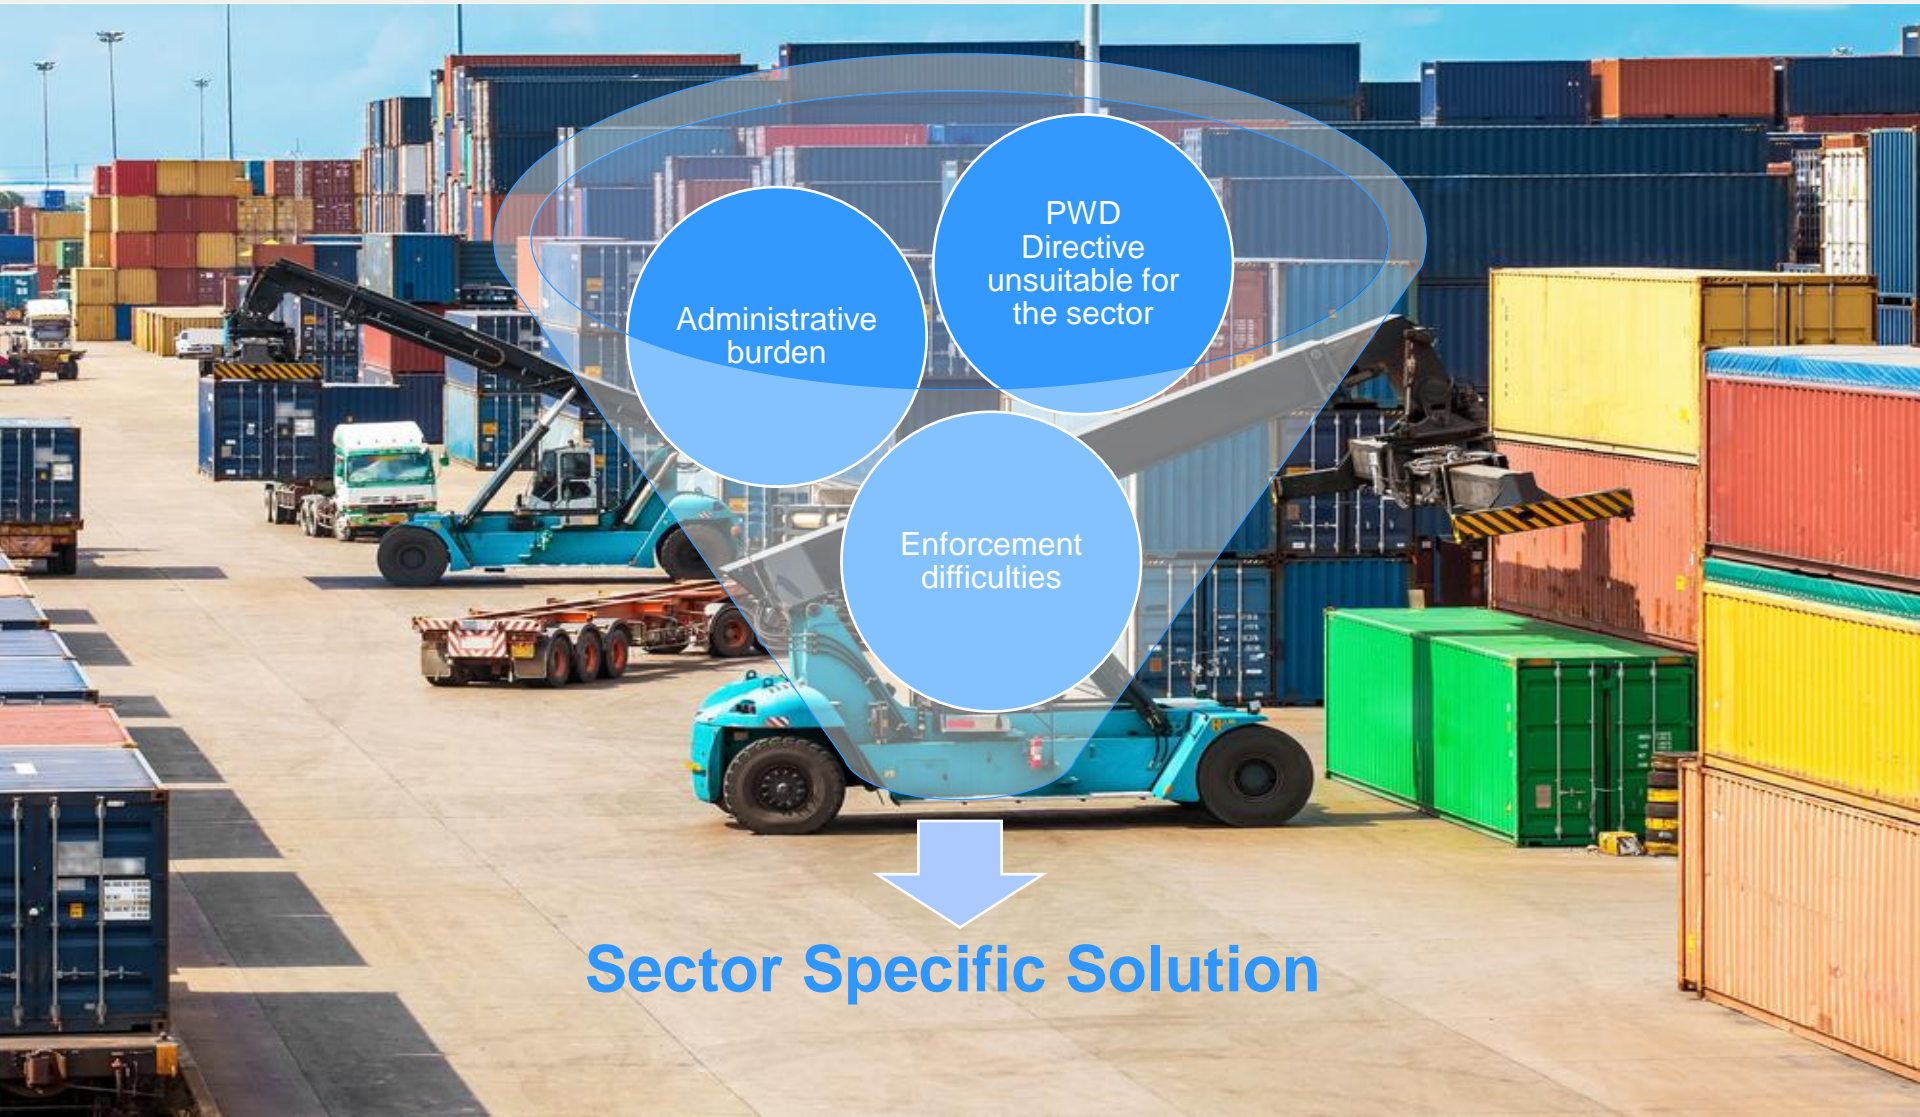 Administrative
burden
PWD
Directive
unsuitable for
the sector
Enforcement
difficulties
Sector Specific Solution